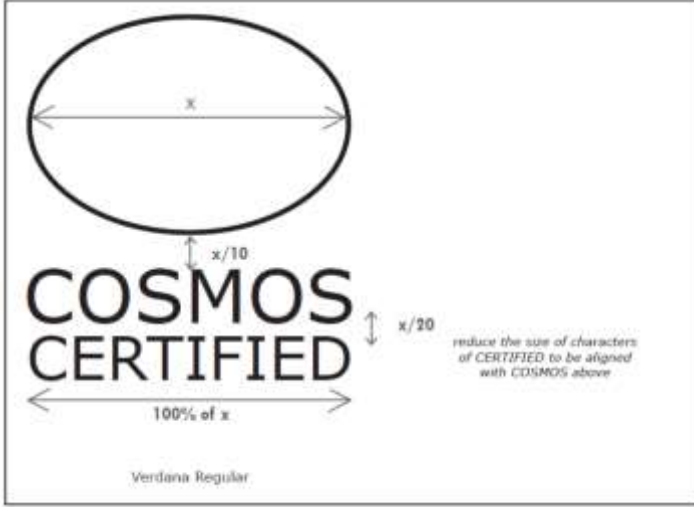 x
x/10
COSMOS
x/20
CERTIFIED
reduce the size of characters
of CERTIFIED to be aligned
with COSMOS above
100% of x
Verdana Regular